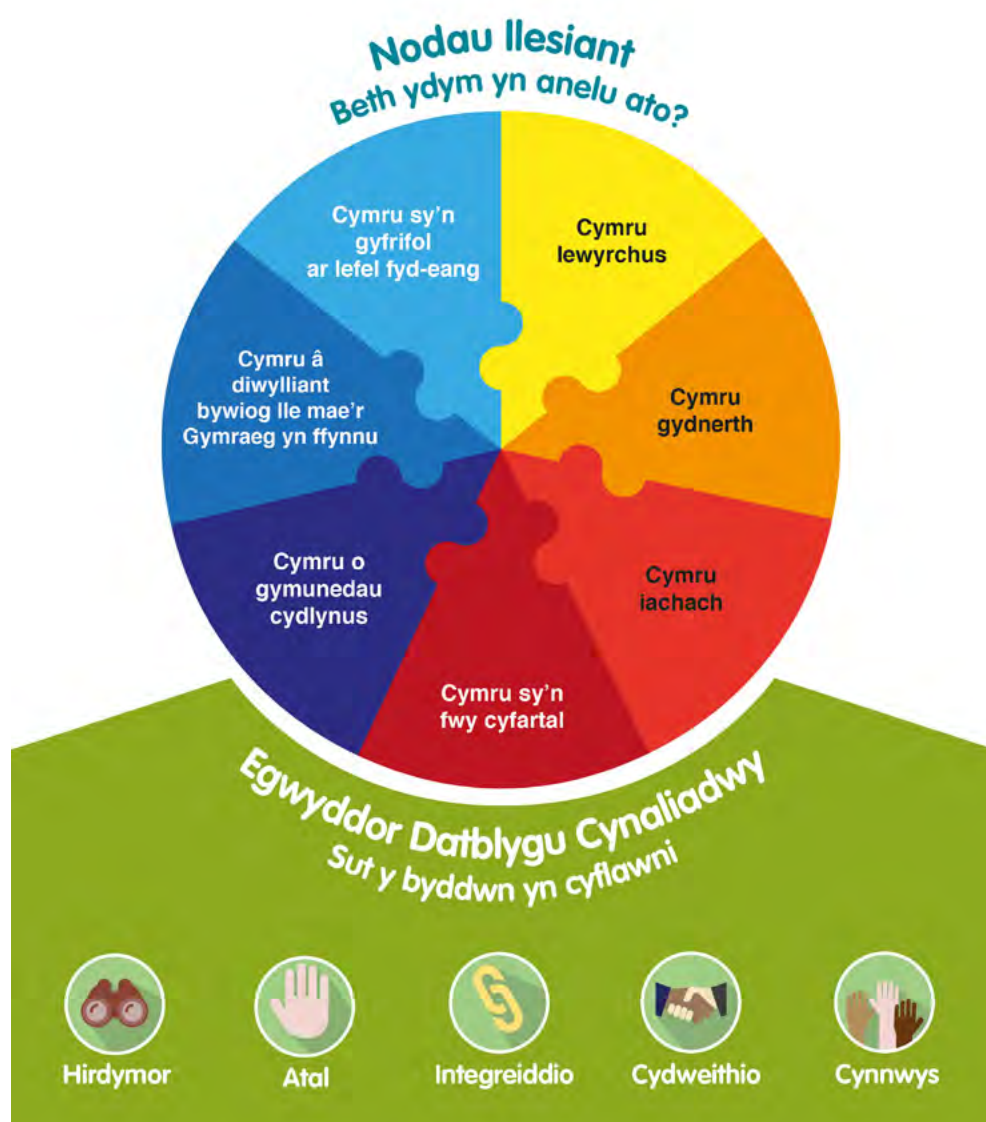 Nodau llesiant
Beth ydym yn anelu ato?
Cymru sy'n
gyfrifol
ar lefel fyd-eang
Cymru
lewyrchus
Cymru
gydnerth
Cymru
iachach
Cymru sy'n
fwy cyfartal
Cymru o
gymunedau
cydlynus
Cymru â
diwylliant
bywiog lle mae'r
Gymraeg yn ffynnu
Egwyddor Datblygu Cynaliadwy
Sut y byddwn yn cyflawni
Hirdymor
Atal
Integreiddio
Cydweithio
Cynnwys